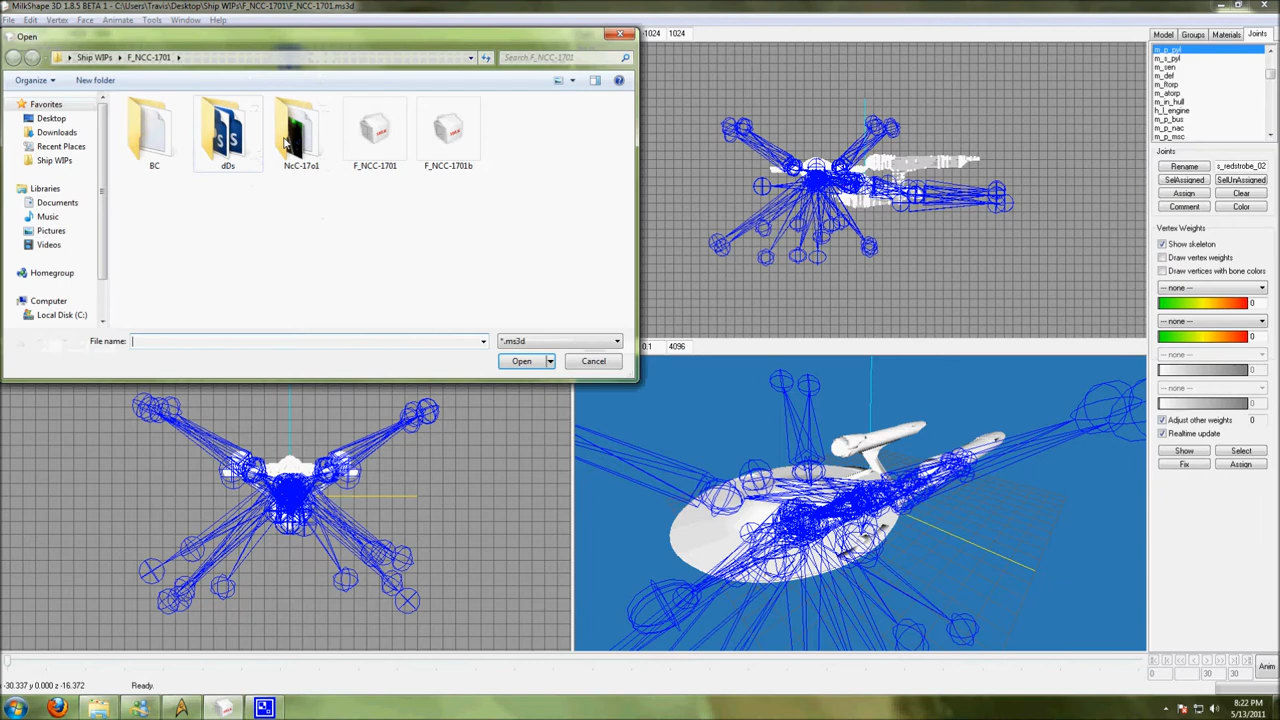 MilkShape 3D 1.8.5 BETA 1 - C:\Users\Travis\Desktop\Ship WIPs\F_NCC-1701\F_NCC-1701.ms3d
File Edit Vertex Face Animate Tools Window Help
Open
Ship WIPs F_NCC-1701
Search F_NCC-1701
Organize New folder
Favorites
Desktop
Downloads
Recent Places
Ship WIPs
Libraries
Documents
Music
Pictures
Videos
Homegroup
Computer
Local Disk (C:)
BC dDs NcC-17o1 F_NCC-1701 F_NCC-1701b
File name: *.ms3d
Open Cancel
-1024 1024
0.1 4096
Model Groups Materials Joints
m_p_pyl
m_s_pyl
m_sen
m_def
m_ftorp
m_atorp
m_in_hull
h_l_engine
m_p_bus
m_p_nac
m_p_msc
Joints
Rename s_redstrobe_02
SelAssigned SelUnAssigned
Assign Clear
Comment Color
Vertex Weights
Show skeleton
Draw vertex weights
Draw vertices with bone colors
-- none --
0
-- none --
0
-- none --
0
-- none --
0
Adjust other weights 0
Realtime update
Show Select
Fix Assign
0 30 30 Anim
-30.337 y 0.000 z -16.372 Ready.
8:22 PM
5/13/2011